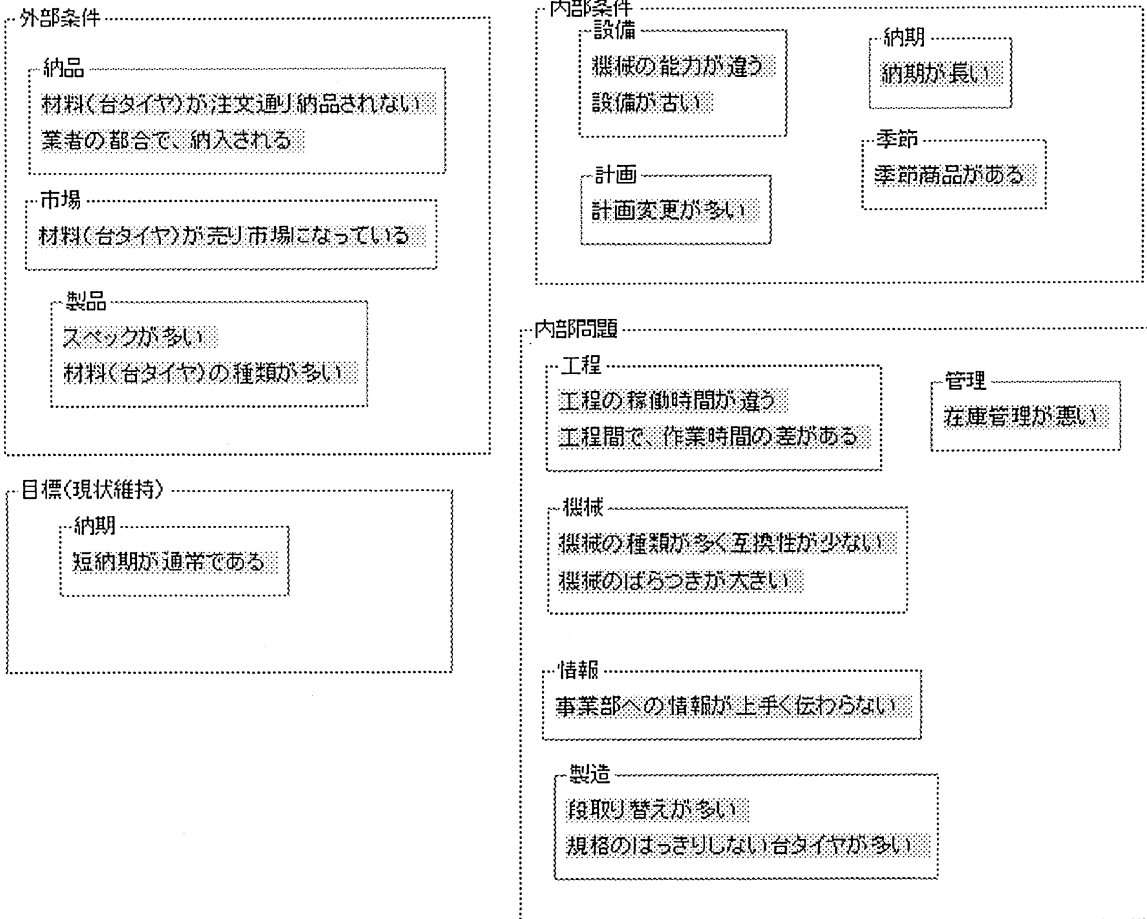 外部条件
納品
材料(台タイヤ)が注文通り納品されない
業者の都合で、納入される
市場
材料(台タイヤ)が売り市場になっている
製品
スペックが多い
材料(台タイヤ)の種類が多い
目標(現状維持)
納期
短納期が通常である
内部条件
設備
機械の能力が違う
設備が古い
納期
納期が長い
計画
計画変更が多い
季節
季節商品がある
内部問題
工程
工程の稼働時間が違う
工程間で、作業時間の差がある
管理
在庫管理が悪い
機械
機械の種類が多く互換性が少ない
機械のばらつきが大きい
情報
事業部への情報が上手く伝わらない
製造
段取り替えが多い
規格のはっきりしない台タイヤが多い